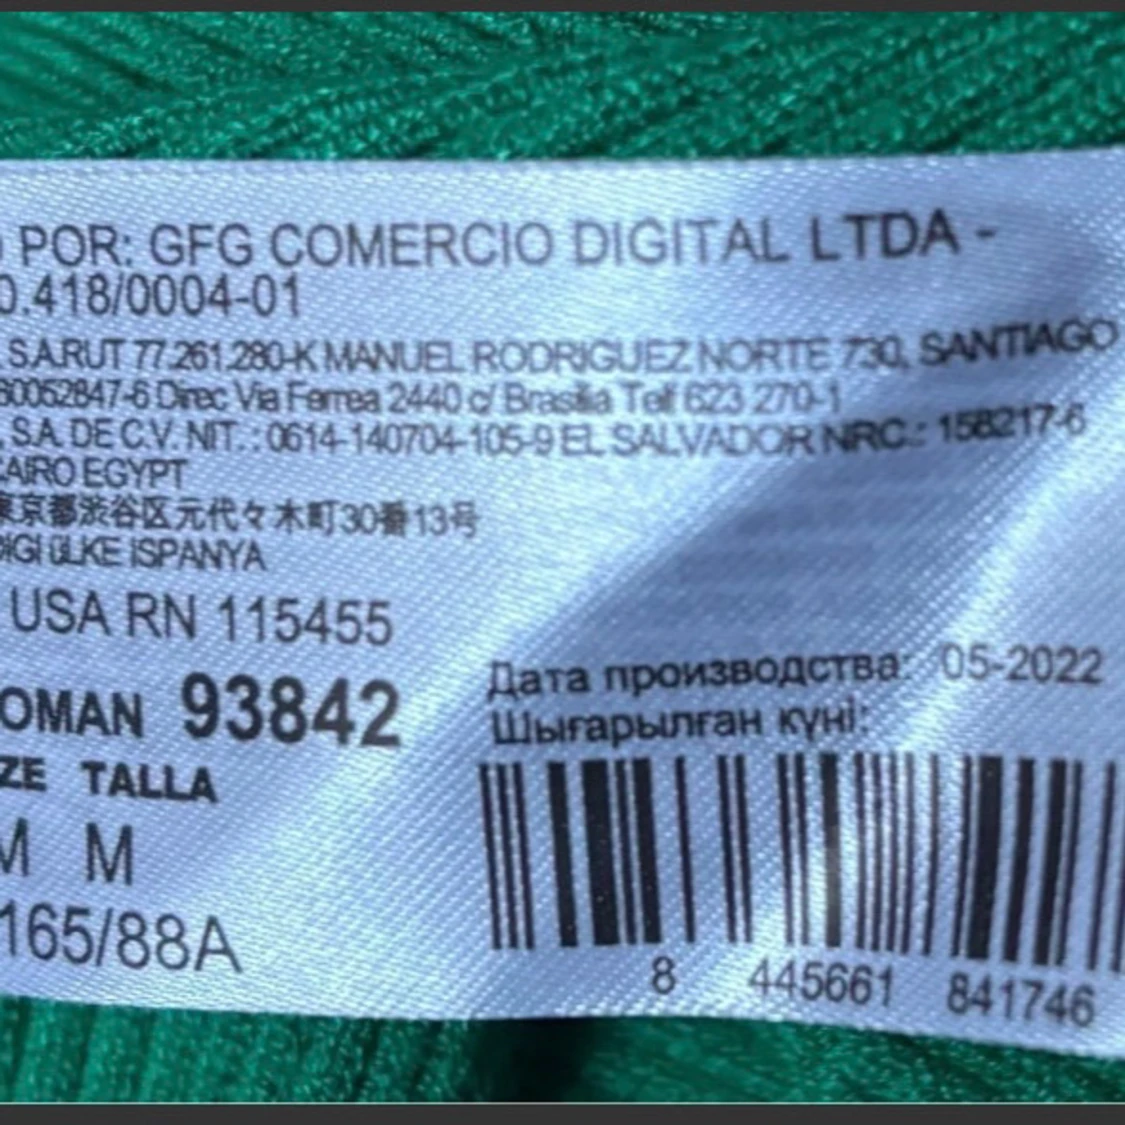 POR: GFG COMERCIO DIGITAL LTDA -
0.418/0004-01
S.A.RUT 77.261.280-K MANUEL RODRIGUEZ NORTE 730, SANTIAGO
80052847-6 Direc Via Ferrea 2440 c/ Brasilia Telf 623 270-1
, S.A. DE C.V. NIT. : 0614-140704-105-9 EL SALVADOR NRC.: 158217-6
CAIRO EGYPT
東京都渋谷区元代々木町30番13号
ÜLKE ISPANYA
USA RN 115455
OMAN 93842
ZE TALLA
M M
165/88A
Дата производства: 05-2022
Шығарылған күні:
8 445661 841746